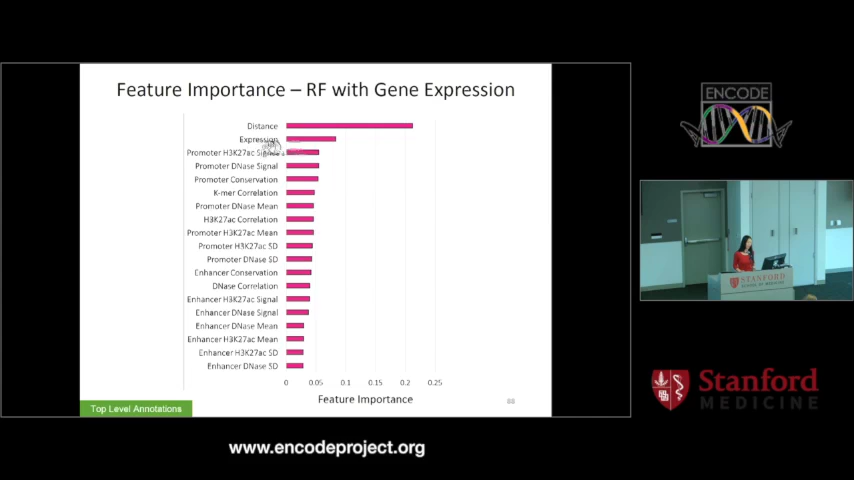 Feature Importance – RF with Gene Expression
Distance
Expression
Promoter H3K27ac Signal
Promoter DNase Signal
Promoter Conservation
K-mer Correlation
Promoter DNase Mean
H3K27ac Correlation
Promoter H3K27ac Mean
Promoter H3K27ac SD
Promoter DNase SD
Enhancer Conservation
DNase Correlation
Enhancer H3K27ac Signal
Enhancer DNase Signal
Enhancer DNase Mean
Enhancer H3K27ac Mean
Enhancer H3K27ac SD
Enhancer DNase SD
0 0.05 0.1 0.15 0.2 0.25
Feature Importance
Top Level Annotations
ENCODE
STANFORD
SCHOOL OF MEDICINE
Stanford
MEDICINE
www.encodeproject.org